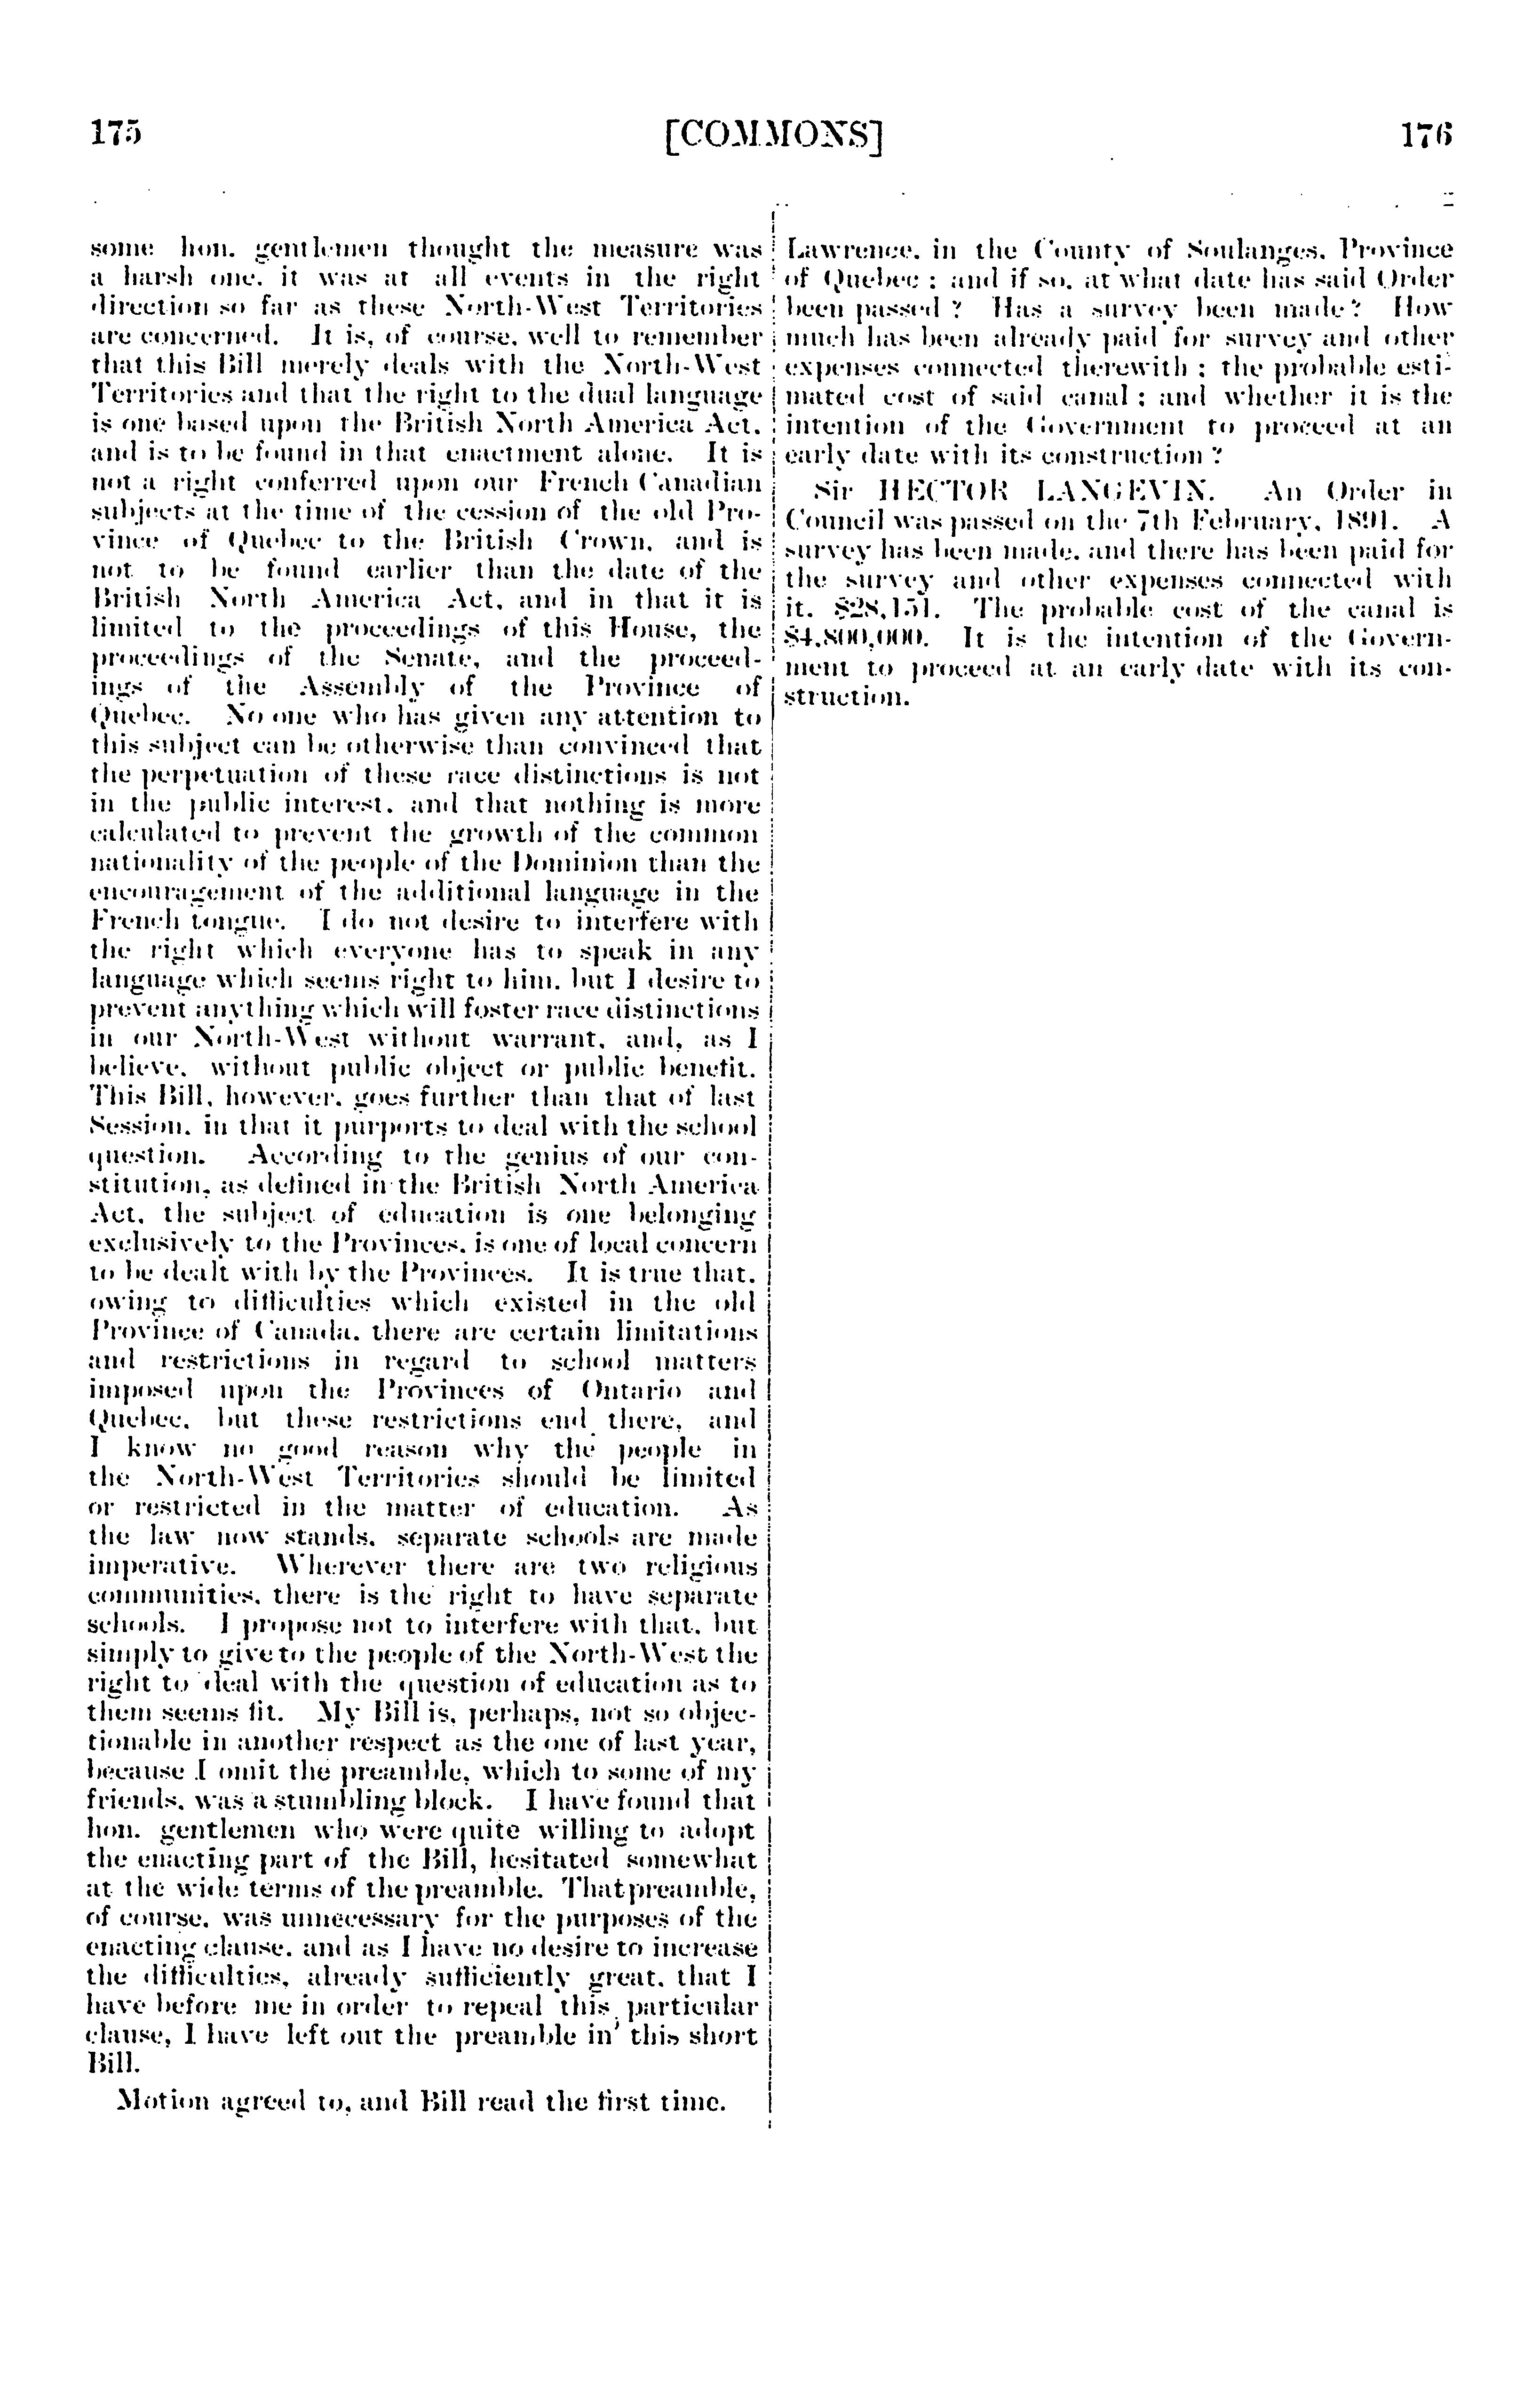 175
[COMMONS]
176
some hon. gentlemen thought the measure was
a harsh one, it was at all events in the right
direction so far as these North-West Territories
are concerned. It is, of course, well to remember
that this Bill merely deals with the North-West
Territories and that the right to the dual language
is one based upon the British North America Act,
and is to be found in that enactment alone. It is
not a right conferred upon our French Canadian
subjects at the time of the cession of the old Pro-
vince of Quebec to the British Crown, and is
not to be found earlier than the date of the
British North America Act, and in that it is
limited to the proceedings of this House, the
proceedings of the Senate, and the proceed-
ings of the Assembly of the Province of
Quebec. No one who has given any attention to
this subject can be otherwise than convinced that
the perpetuation of these race distinctions is not
in the public interest, and that nothing is more
calculated to prevent the growth of the common
nationality of the people of the Dominion than the
encouragement of the additional language in the
French tongue. I do not desire to interfere with
the right which everyone has to speak in any
language which seems right to him, but I desire to
prevent anything which will foster race distinctions
in our North-West without warrant, and, as I
believe, without public object or public benefit.
This Bill, however, goes further than that of last
Session, in that it purports to deal with the school
question. According to the genius of our con-
stitution, as defined in the British North America
Act, the subject of education is one belonging
exclusively to the Provinces, is one of local concern
to be dealt with by the Provinces. It is true that,
owing to difficulties which existed in the old
Province of Canada, there are certain limitations
and restrictions in regard to school matters
imposed upon the Provinces of Ontario and
Quebec, but these restrictions end there, and
I know no good reason why the people in
the North-West Territories should be limited
or restricted in the matter of education. As
the law now stands, separate schools are made
imperative. Wherever there are two religious
communities, there is the right to have separate
schools. I propose not to interfere with that, but
simply to give to the people of the North-West the
right to deal with the question of education as to
them seems fit. My Bill is, perhaps, not so objec-
tionable in another respect as the one of last year,
because I omit the preamble, which to some of my
friends, was a stumbling block. I have found that
hon. gentlemen who were quite willing to adopt
the enacting part of the Bill, hesitated somewhat
at the wide terms of the preamble. That preamble,
of course, was unnecessary for the purposes of the
enacting clause, and as I have no desire to increase
the difficulties, already sufficiently great, that I
have before me in order to repeal this particular
clause, I have left out the preamble in this short
Bill.
Motion agreed to, and Bill read the first time.
Lawrence, in the County of Soulanges, Province
of Quebec; and if so, at what date has said Order
been passed? Has a survey been made? How
much has been already paid for survey and other
expenses connected therewith; the probable esti-
mated cost of said canal; and whether it is the
intention of the Government to proceed at an
early date with its construction?
Sir HECTOR LANGEVIN. An Order in
Council was passed on the 7th February, 1891. A
survey has been made, and there has been paid for
the survey and other expenses connected with
it, $28,151. The probable cost of the canal is
$4,800,000. It is the intention of the Govern-
ment to proceed at an early date with its con-
struction.